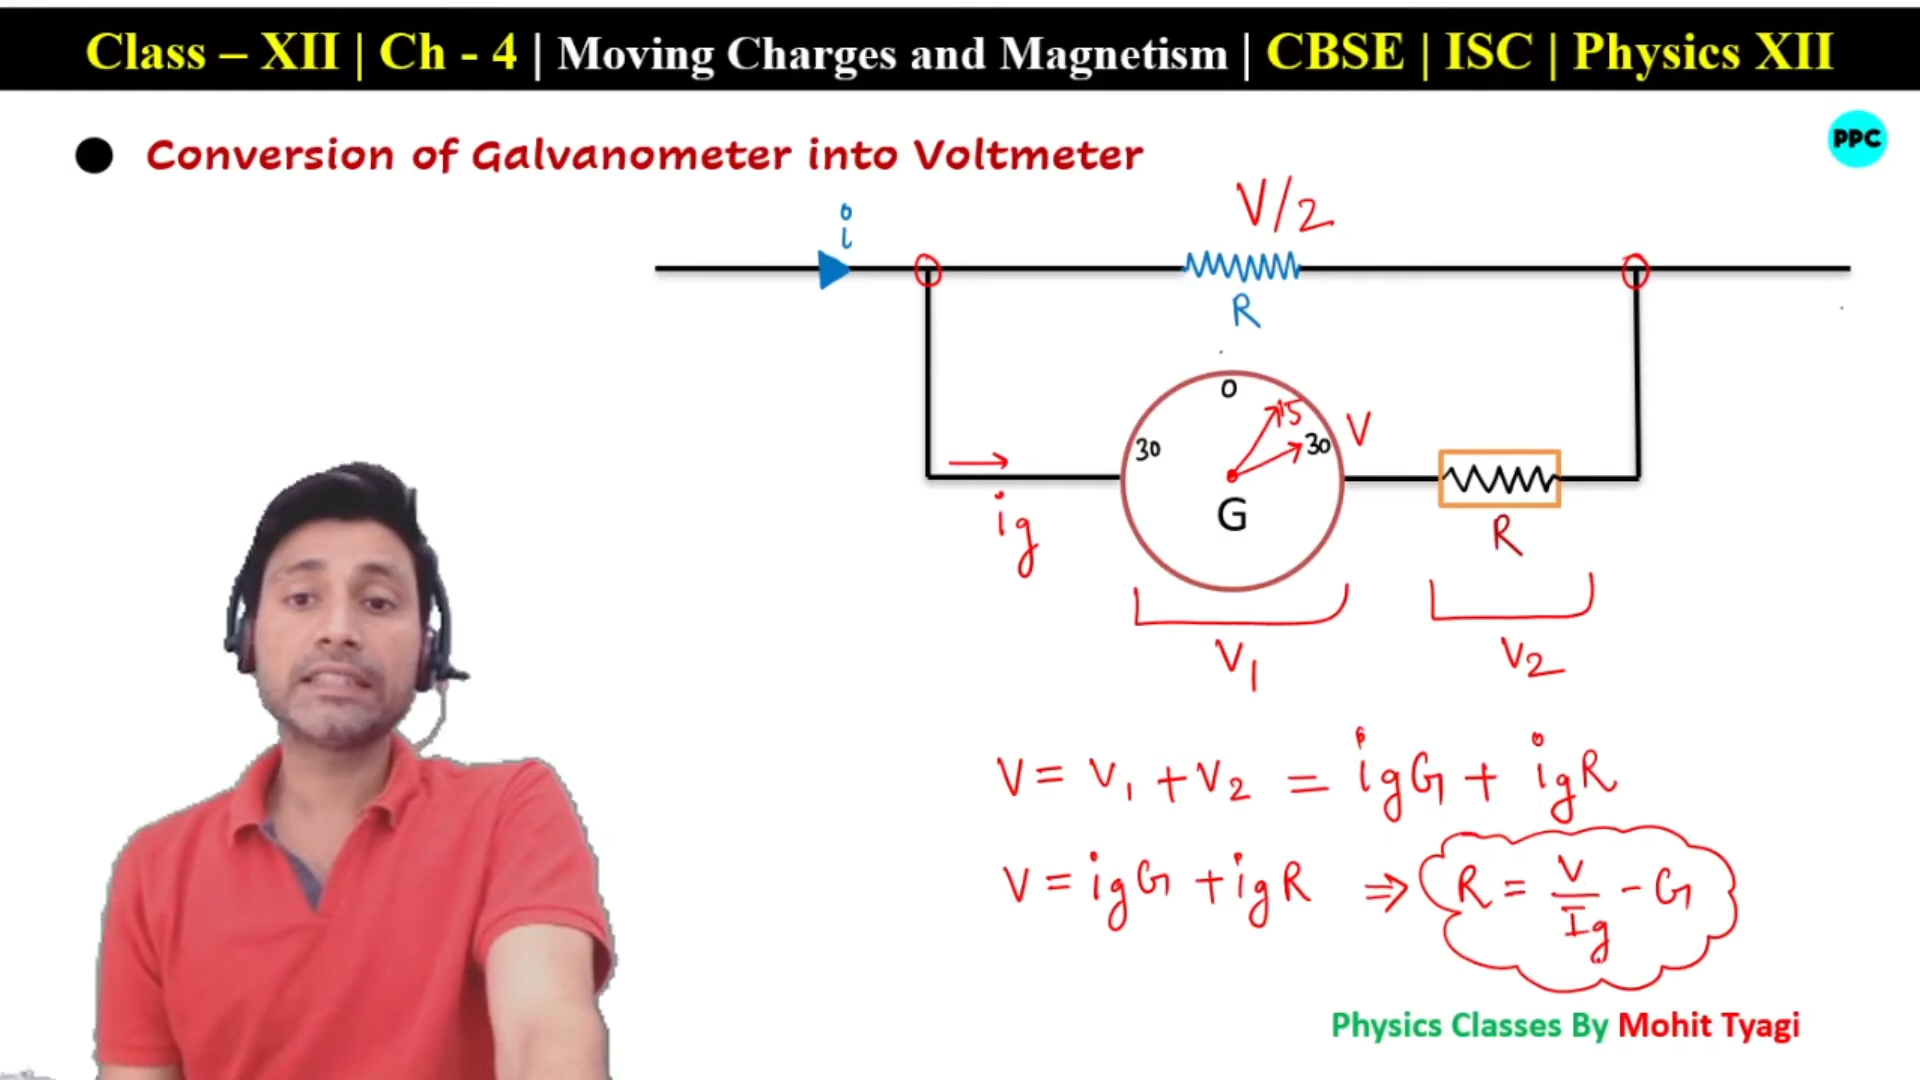 Class – XII | Ch - 4 | Moving Charges and Magnetism | CBSE | ISC | Physics XII
PPC
● Conversion of Galvanometer into Voltmeter
V/2
i
R
0
15
30
30
V
G
ig
R
V1
V2
V = V1 + V2 = igG + igR
V = igG + igR ⇒ R = V/Ig - G
Physics Classes By Mohit Tyagi